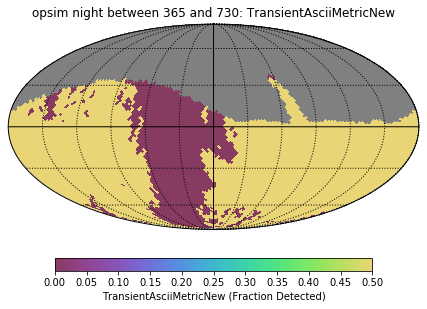 opsim night between 365 and 730: TransientAsciiMetricNew
0.00 0.05 0.10 0.15 0.20 0.25 0.30 0.35 0.40 0.45 0.50
TransientAsciiMetricNew (Fraction Detected)